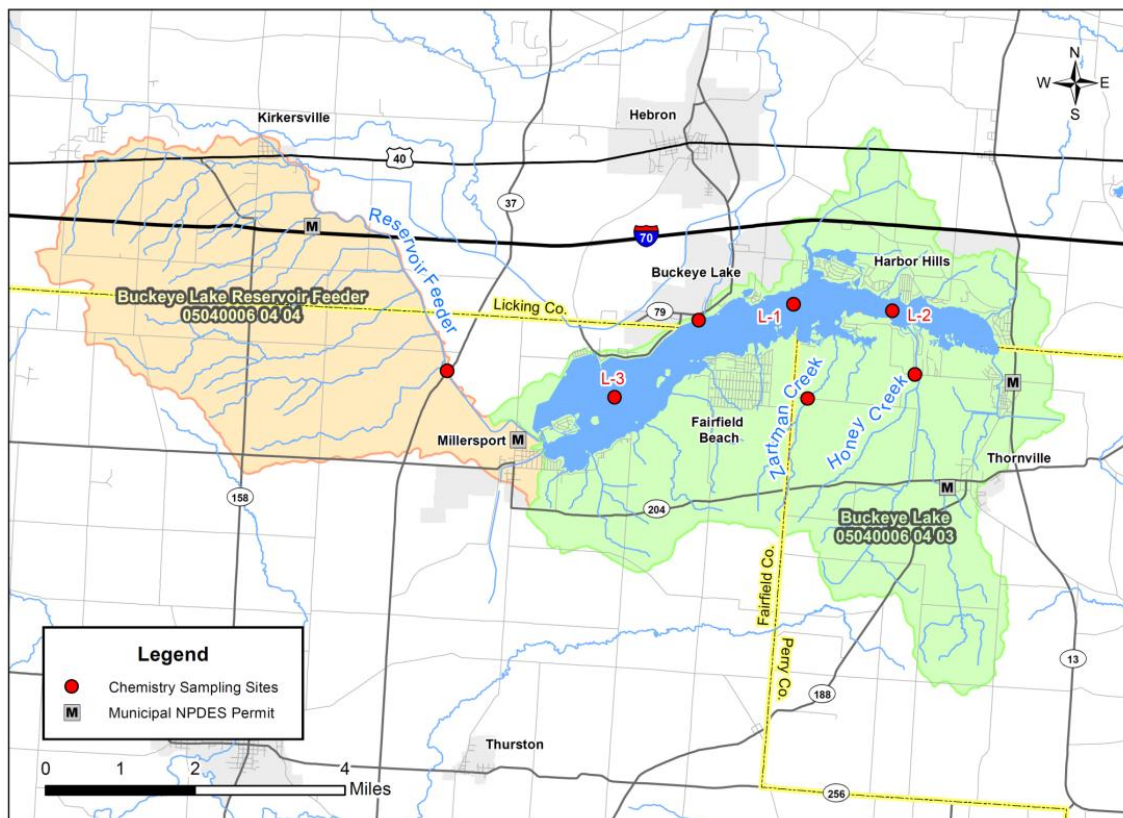 N
W E
S
Kirkersville
Hebron
40
37
M
Reservoir Feeder
70
Buckeye Lake
Harbor Hills
Buckeye Lake Reservoir Feeder
05040006 04 04
Licking Co.
79
L-1
L-2
L-3
M
Zartman Creek
Honey Creek
Fairfield
Beach
Millersport
M
Thornville
158
M
204
Buckeye Lake
05040006 04 03
Fairfield Co.
Perry Co.
13
188
Legend
Chemistry Sampling Sites
M Municipal NPDES Permit
Thurston
0 1 2 4
Miles
256